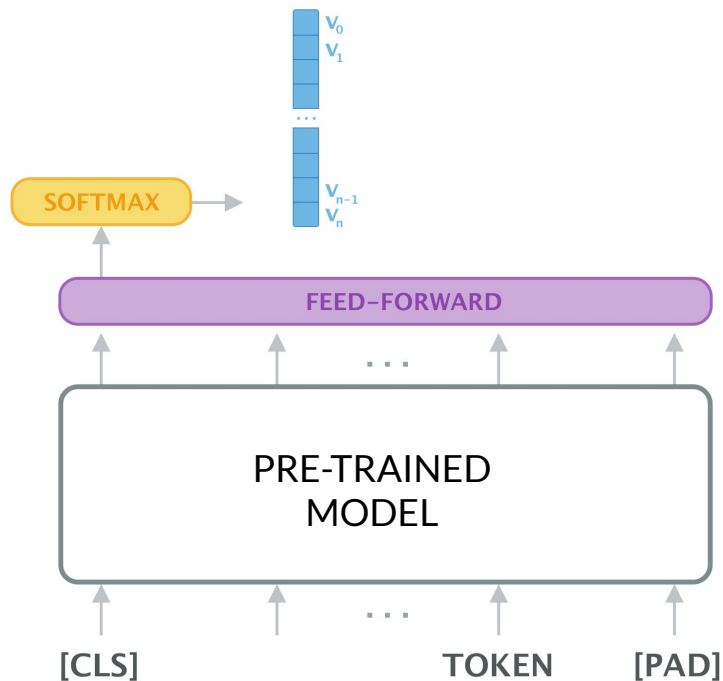 V₀
V₁
...
Vₙ₋₁
Vₙ
SOFTMAX
FEED-FORWARD
...
PRE-TRAINED
MODEL
...
[CLS] TOKEN [PAD]